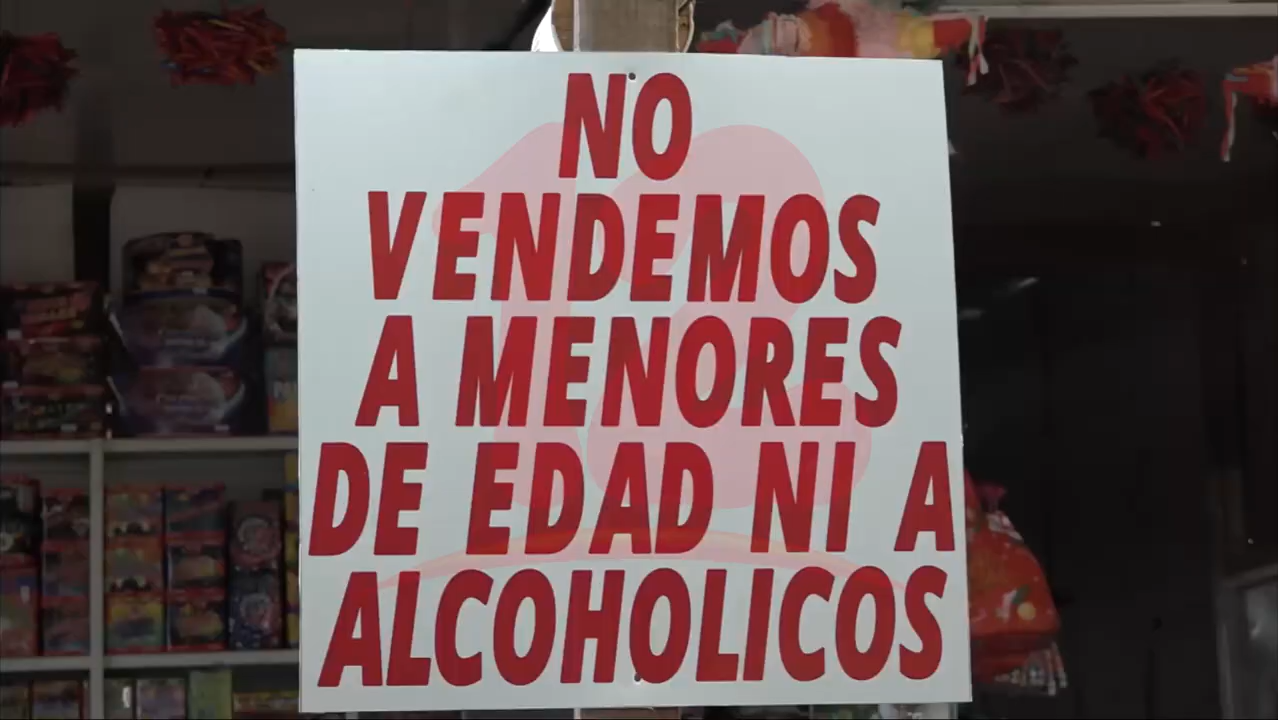 NO
VENDEMOS
A MENORES
DE EDAD NI A
ALCOHOLICOS